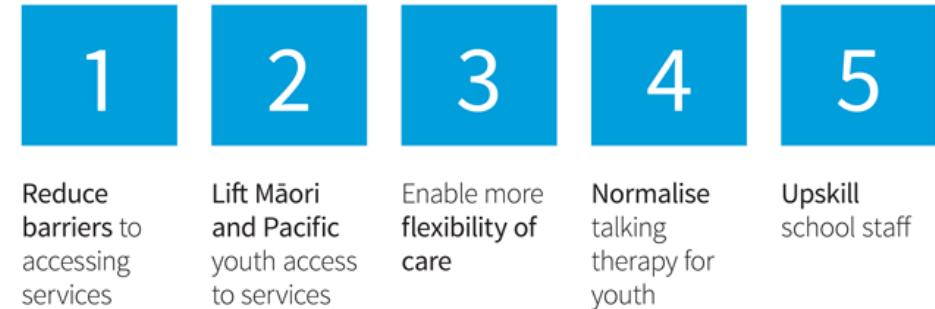 1
Reduce
barriers to
accessing
services
2
Lift Māori
and Pacific
youth access
to services
3
Enable more
flexibility of
care
4
Normalise
talking
therapy for
youth
5
Upskill
school staff